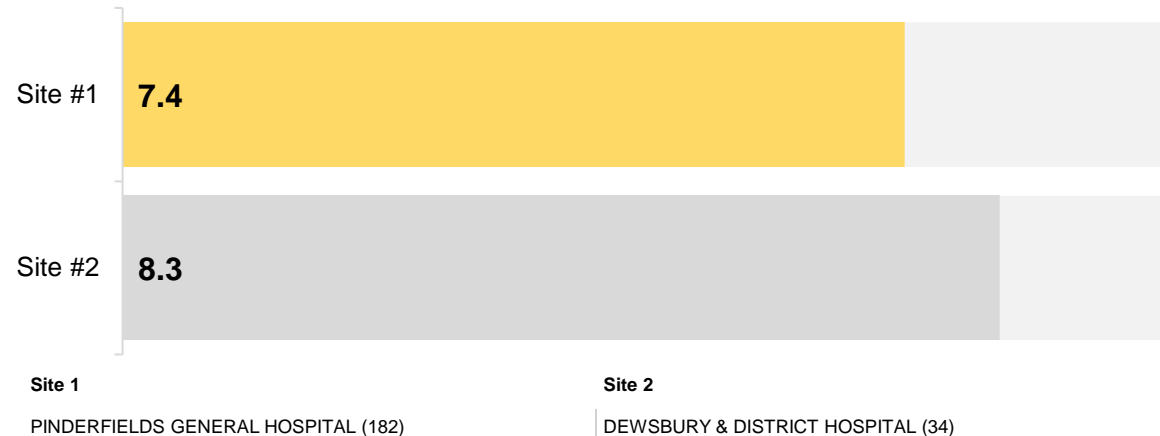 Site #1 7.4
Site #2 8.3
Site 1 Site 2
PINDERFIELDS GENERAL HOSPITAL (182) DEWSBURY & DISTRICT HOSPITAL (34)